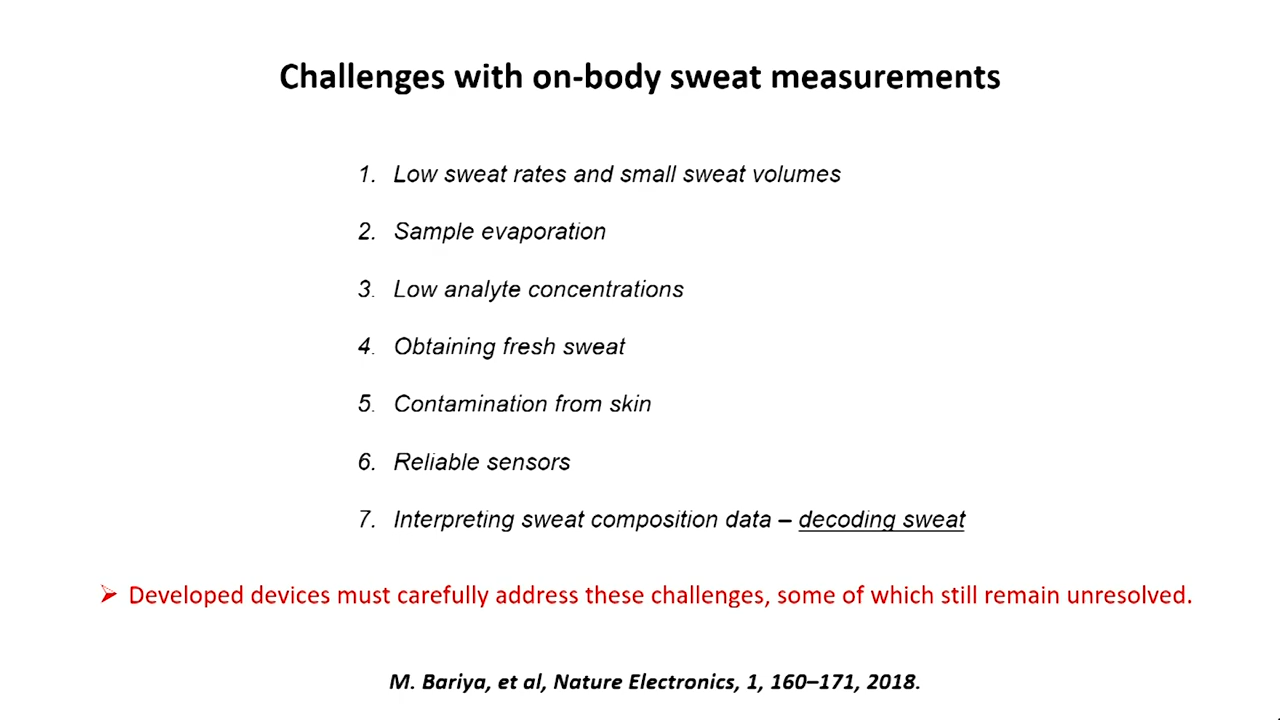 Challenges with on-body sweat measurements
1. Low sweat rates and small sweat volumes
2. Sample evaporation
3. Low analyte concentrations
4. Obtaining fresh sweat
5. Contamination from skin
6. Reliable sensors
7. Interpreting sweat composition data – decoding sweat
➢ Developed devices must carefully address these challenges, some of which still remain unresolved.
M. Bariya, et al, Nature Electronics, 1, 160–171, 2018.